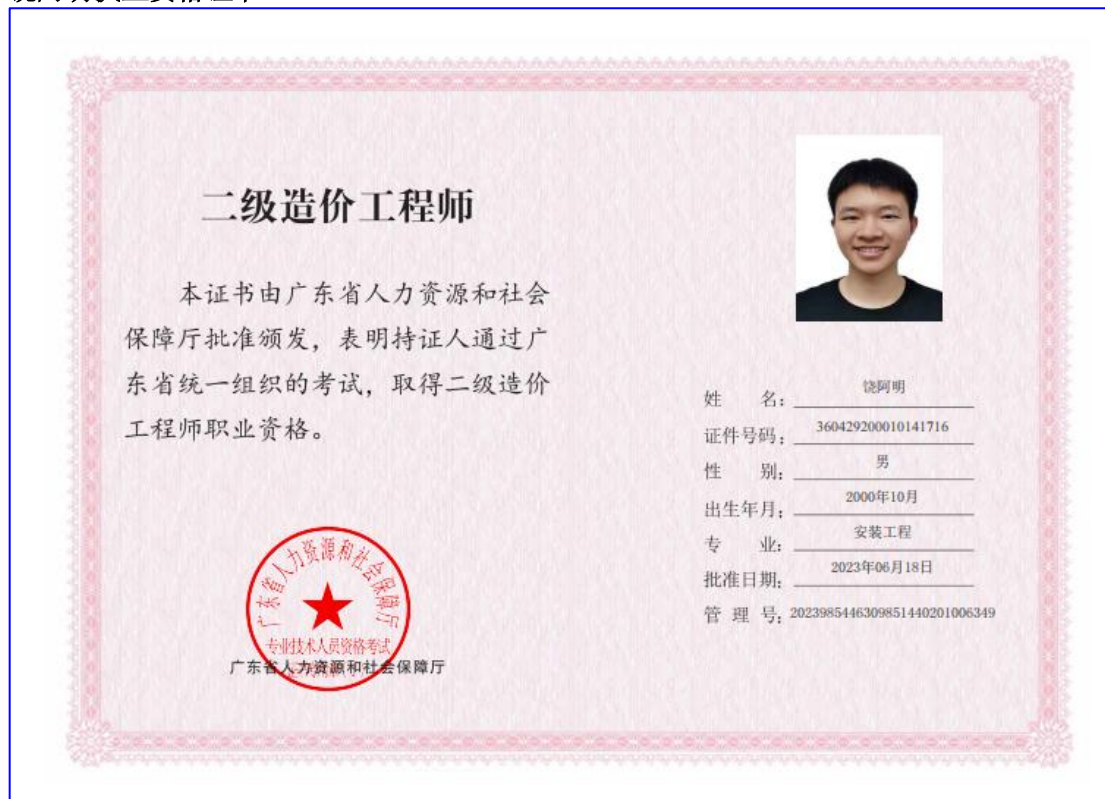 二级造价工程师
本证书由广东省人力资源和社会
保障厅批准颁发，表明持证人通过广
东省统一组织的考试，取得二级造价
工程师职业资格。
广东省人力资源和社会保障厅
专业技术人员资格考试
广东省人力资源和社会保障厅
姓 名：饶阿明
证件号码：360429200010141716
性 别：男
出生年月：2000年10月
专 业：安装工程
批准日期：2023年06月18日
管 理 号：2023985446309851440201006349